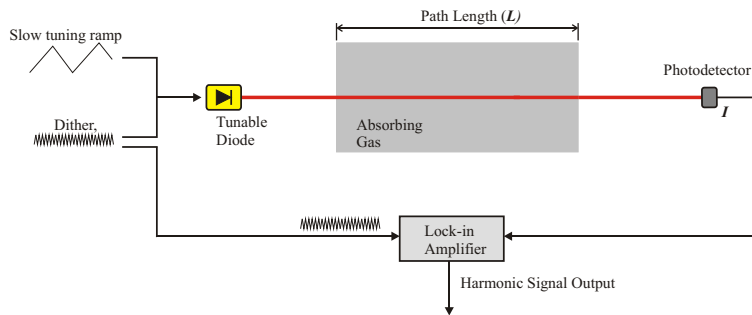 Path Length (L)
Slow tuning ramp
Photodetector
Tunable
Diode
I
Dither,
Absorbing
Gas
Lock-in
Amplifier
Harmonic Signal Output